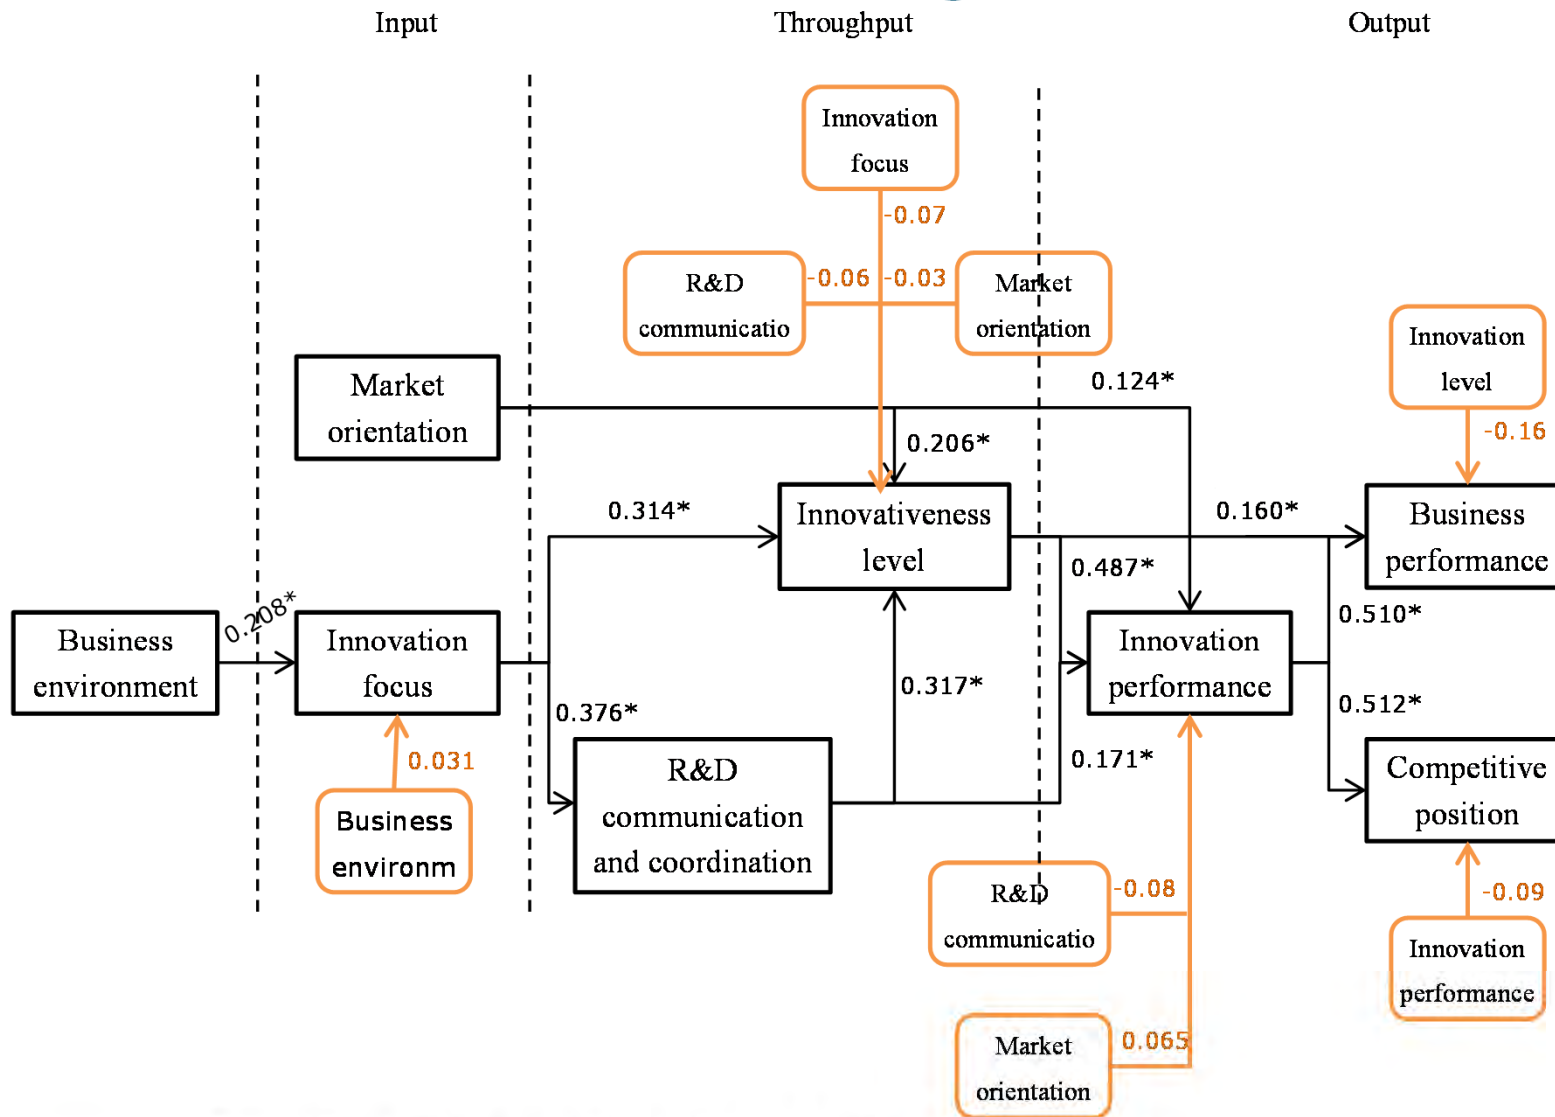 Input
Throughput
Output
Innovation
focus
-0.07
R&D
communicatio
-0.06
-0.03
Market
orientation
Innovation
level
-0.16
Market
orientation
0.124*
0.206*
0.314*
Innovativeness
level
0.160*
Business
performance
0.487*
0.510*
0.208*
Business
environment
Innovation
focus
0.376*
0.317*
Innovation
performance
0.512*
0.031
Business
environm
R&D
communication
and coordination
0.171*
Competitive
position
R&D
communicatio
-0.08
-0.09
Innovation
performance
Market
orientation
0.065